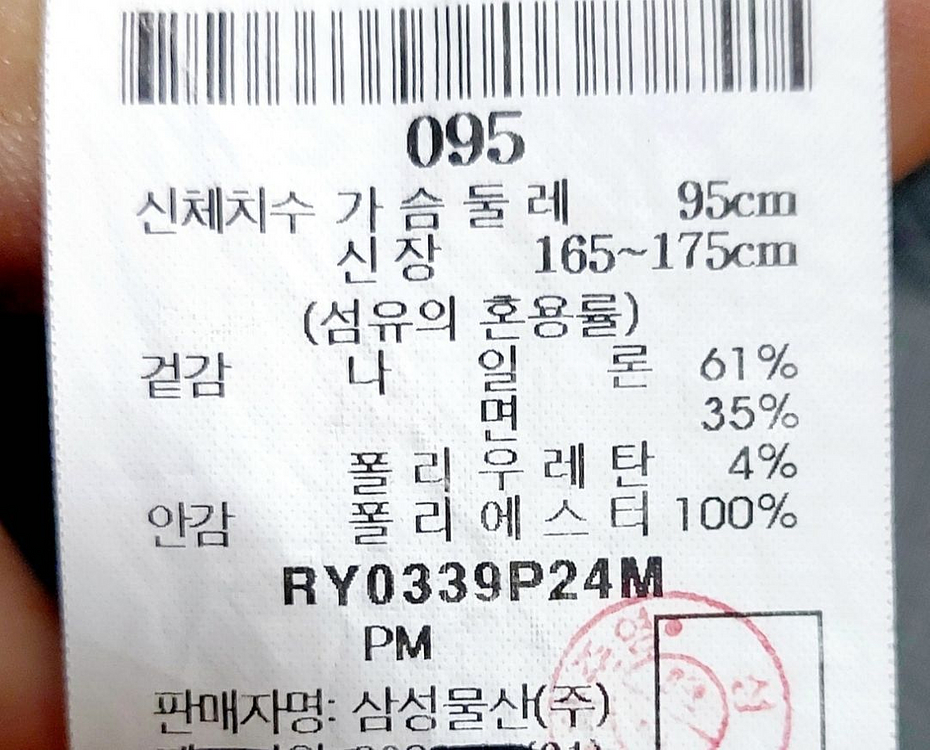 095
신체치수 가슴둘레 95cm
신장 165~175cm
(섬유의 혼용률)
겉감 나일론 61%
면 35%
폴리우레탄 4%
안감 폴리에스터 100%
RY0339P24M
PM
판매자명: 삼성물산(주)